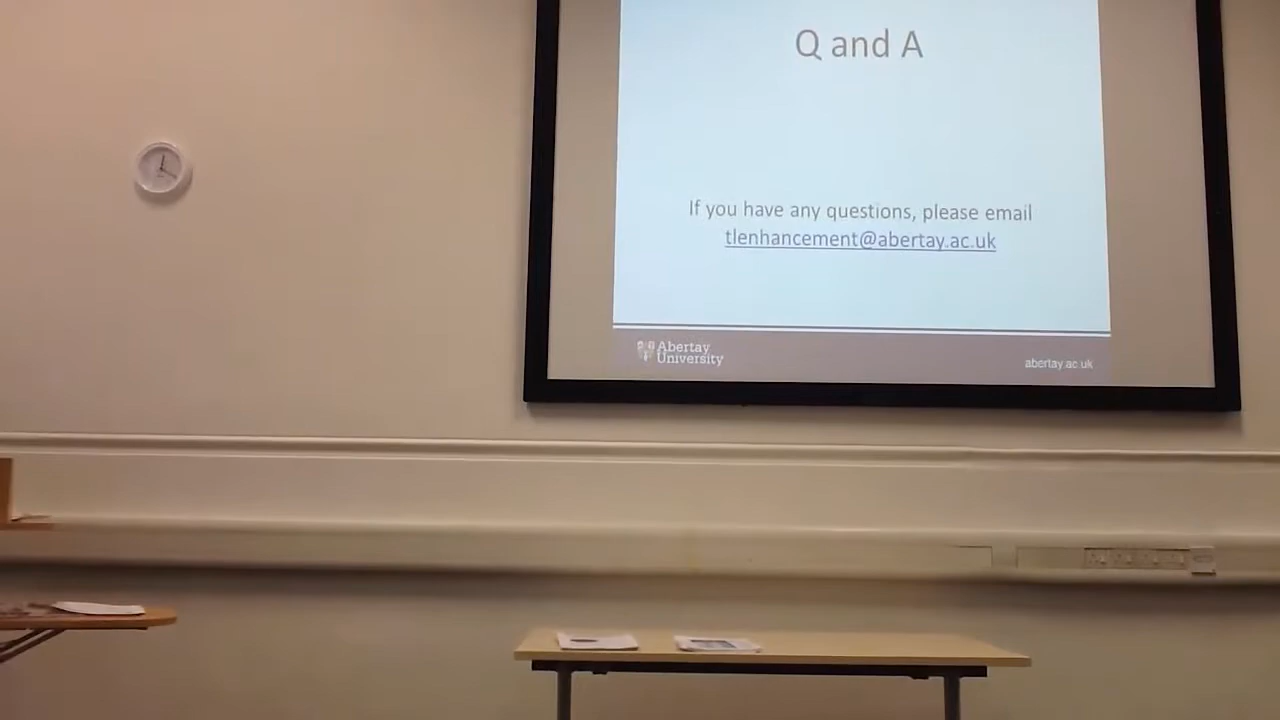 Q and A
If you have any questions, please email
tlenhancement@abertay.ac.uk
Abertay
University
abertay.ac.uk